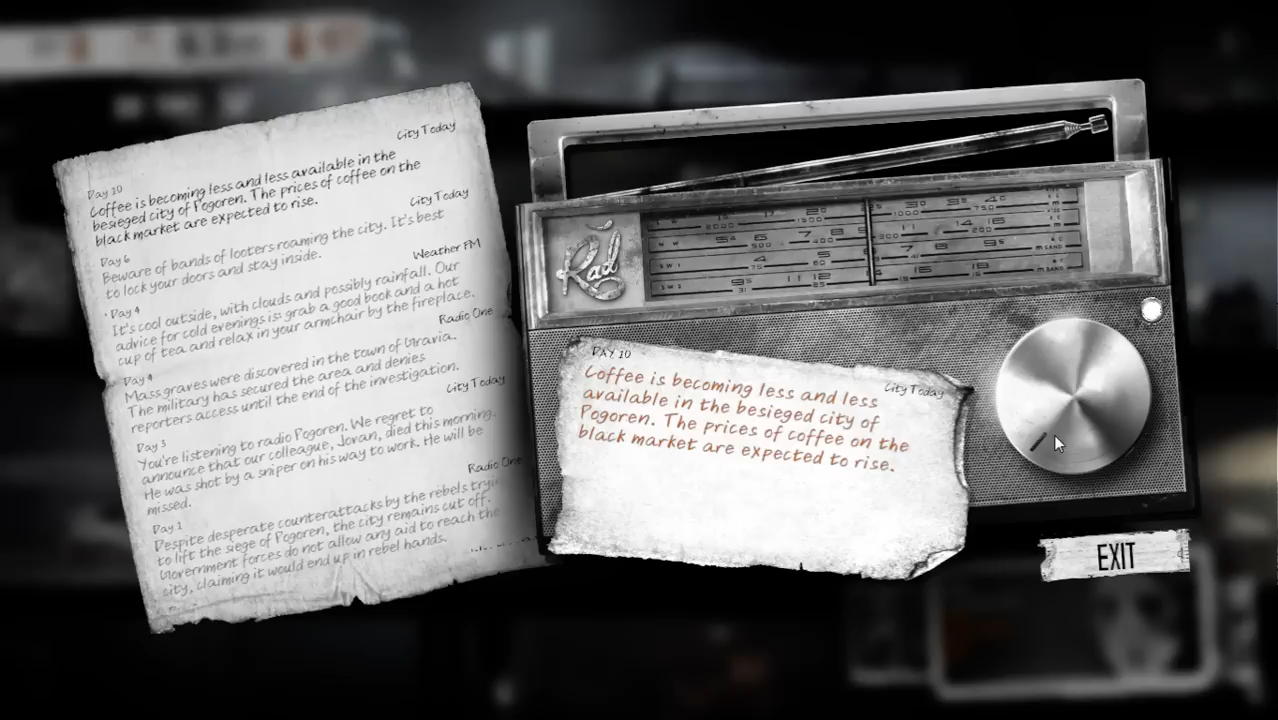 City Today
Day 10
Coffee is becoming less and less available in the
besieged city of Pogoren. The prices of coffee on the
black market are expected to rise.
City Today
Day 6
Beware of bands of looters roaming the city. It's best
to lock your doors and stay inside.
Weather FM
Day 4
It's cool outside, with clouds and possibly rainfall. Our
advice for cold evenings is: grab a good book and a hot
cup of tea and relax in your armchair by the fireplace.
Radio One
Day 4
Mass graves were discovered in the town of Gravia.
The military has secured the area and denies
reporters access until the end of the investigation.
City Today
Day 3
You're listening to radio Pogoren. We regret to
announce that our colleague, Jovan, died this morning.
He was shot by a sniper on his way to work. He will be
missed.
Radio One
Day 1
Despite desperate counterattacks by the rebels
to lift the siege of Pogoren, the city remains cut off.
Government forces do not allow any aid to reach the
city, claiming it would end up in rebel hands.
Rad
DAY 10
City Today
Coffee is becoming less and less
available in the besieged city of
Pogoren. The prices of coffee on the
black market are expected to rise.
EXIT